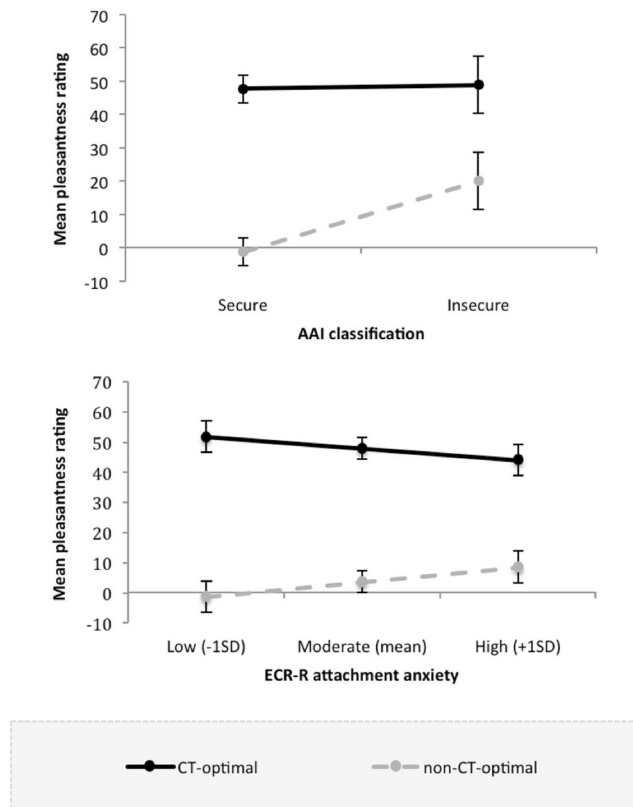 70
60
50
40
30
20
10
0
-10
Mean pleasantness rating
Secure Insecure
AAI classification
70
60
50
40
30
20
10
0
-10
Mean pleasantness rating
Low (-1SD) Moderate (mean) High (+1SD)
ECR-R attachment anxiety
CT-optimal non-CT-optimal